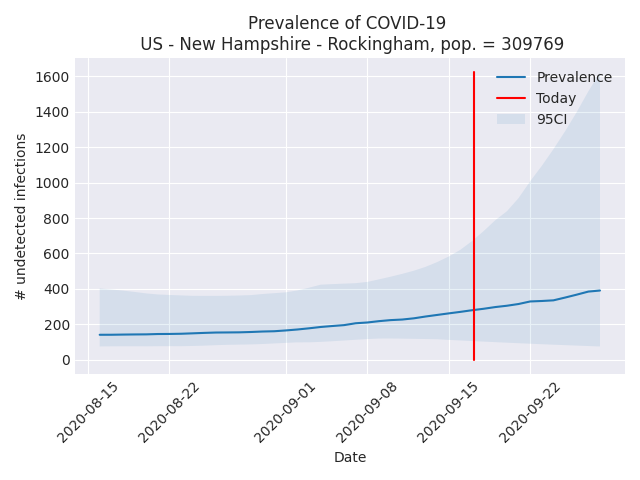 Prevalence of COVID-19
US - New Hampshire - Rockingham, pop. = 309769
Prevalence
Today
95CI
# undetected infections
1600
1400
1200
1000
800
600
400
200
0
2020-08-15
2020-08-22
2020-09-01
2020-09-08
2020-09-15
2020-09-22
Date